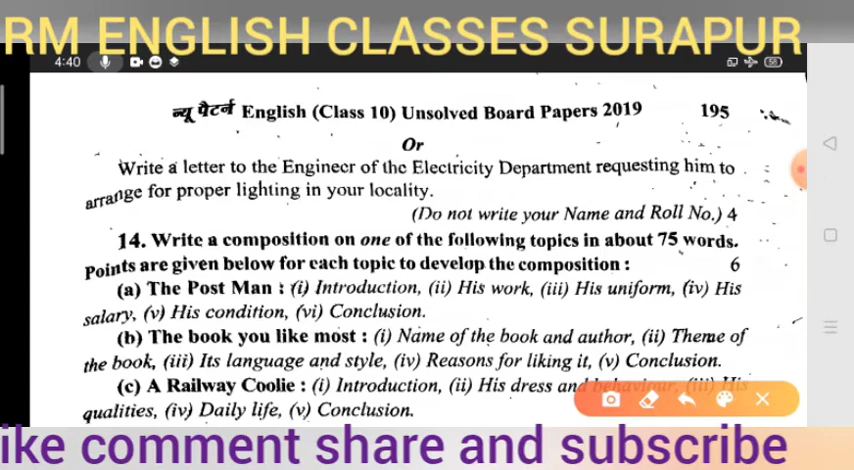 RM ENGLISH CLASSES SURAPUR
4:40
58
न्यू पैटर्न English (Class 10) Unsolved Board Papers 2019 195
Or
Write a letter to the Engineer of the Electricity Department requesting him to
arrange for proper lighting in your locality.
(Do not write your Name and Roll No.) 4
14. Write a composition on one of the following topics in about 75 words.
Points are given below for each topic to develop the composition : 6
(a) The Post Man : (i) Introduction, (ii) His work, (iii) His uniform, (iv) His
salary, (v) His condition, (vi) Conclusion.
(b) The book you like most : (i) Name of the book and author, (ii) Theme of
the book, (iii) Its language and style, (iv) Reasons for liking it, (v) Conclusion.
(c) A Railway Coolie : (i) Introduction, (ii) His dress and behaviour, (iii) His
qualities, (iv) Daily life, (v) Conclusion.
ike comment share and subscribe